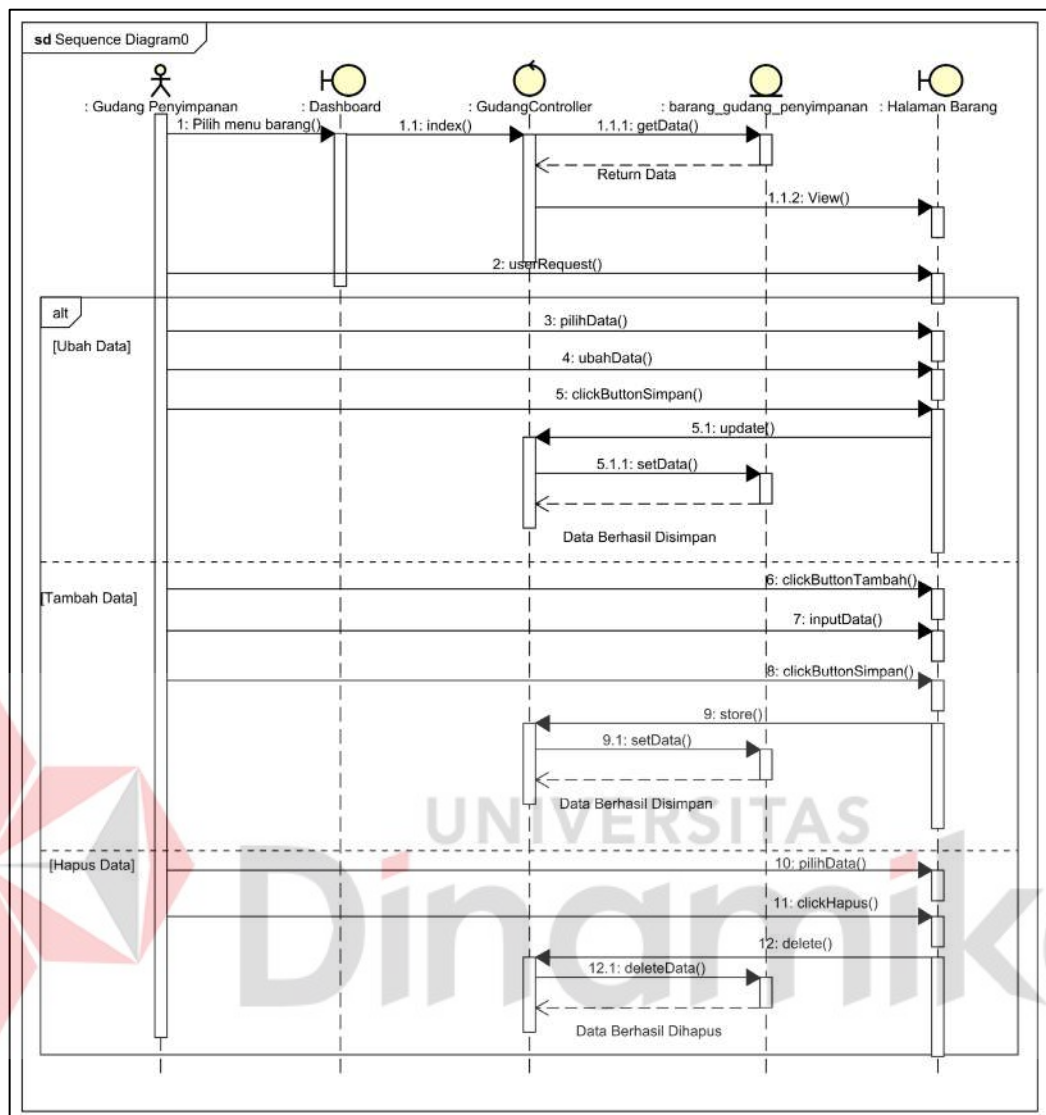 sd Sequence Diagram0
: Gudang Penyimpanan
: Dashboard
: GudangController
: barang_gudang_penyimpanan
: Halaman Barang
1: Pilih menu barang()
1.1: index()
1.1.1: getData()
Return Data
1.1.2: View()
2: userRequest()
alt
[Ubah Data]
3: pilihData()
4: ubahData()
5: clickButtonSimpan()
5.1: update()
5.1.1: setData()
Data Berhasil Disimpan
[Tambah Data]
6: clickButtonTambah()
7: inputData()
8: clickButtonSimpan()
9: store()
9.1: setData()
Data Berhasil Disimpan
UNIVERSITAS
Dinamika
[Hapus Data]
10: pilihData()
11: clickHapus()
12: delete()
12.1: deleteData()
Data Berhasil Dihapus